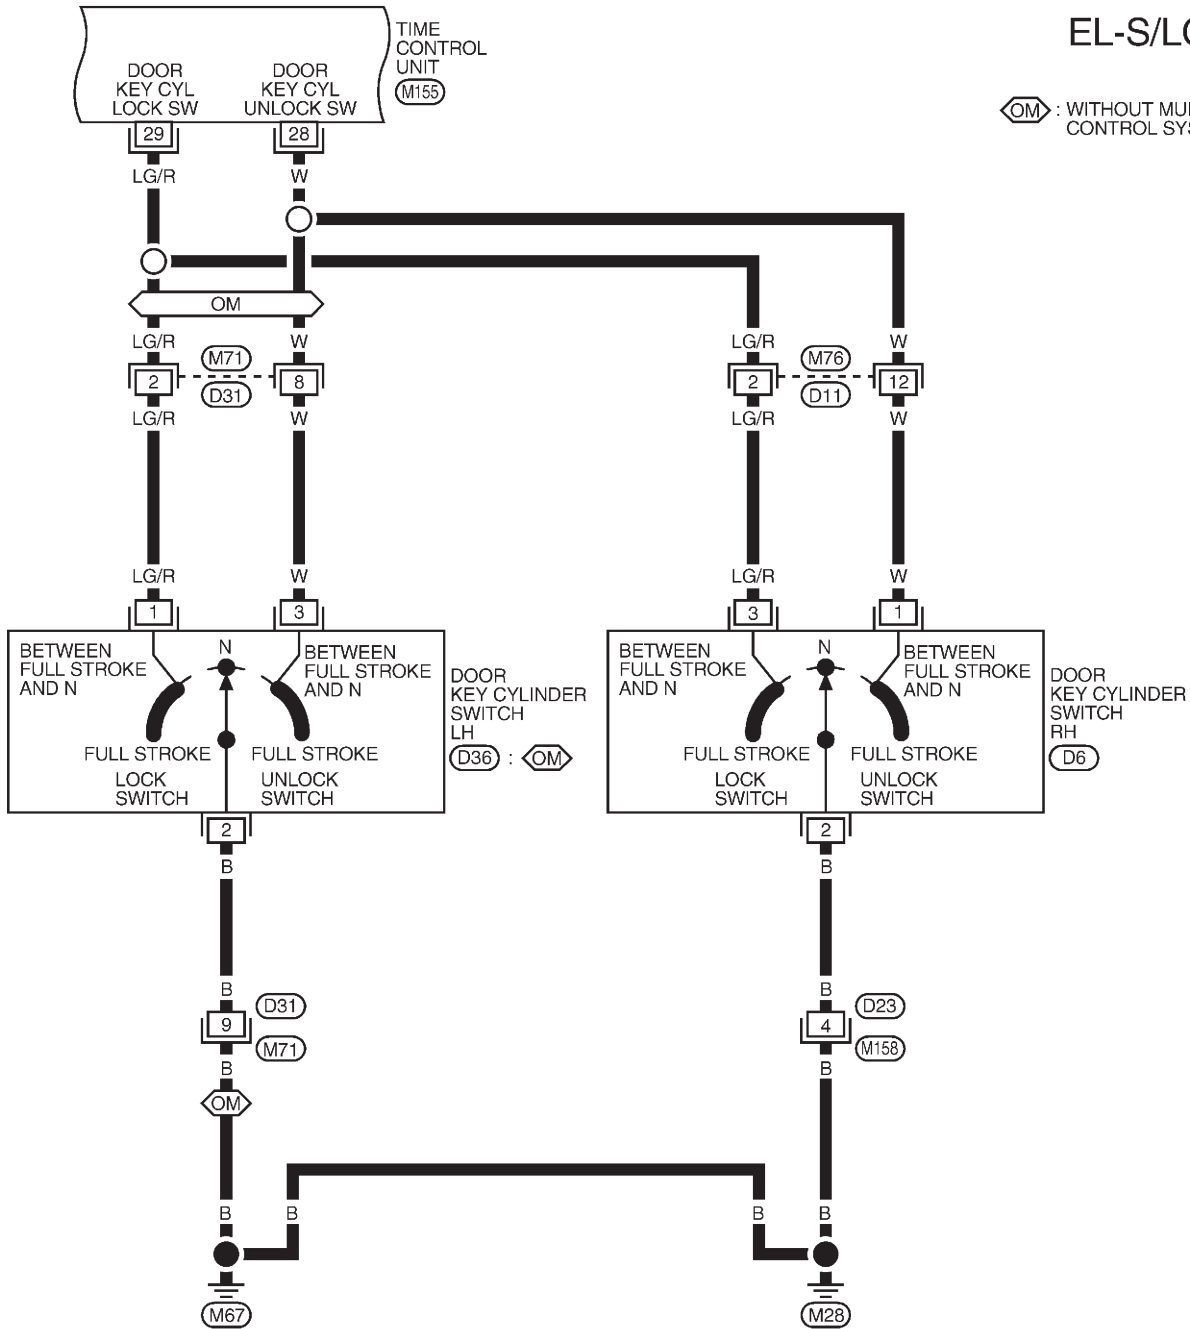 EL-S/LO
TIME
CONTROL
UNIT
M155
DOOR
KEY CYL
LOCK SW
DOOR
KEY CYL
UNLOCK SW
OM : WITHOUT MUL
CONTROL SYS
29
28
LG/R
W
OM
LG/R
W
LG/R
W
2
M71
D31
8
2
M76
D11
12
LG/R
W
LG/R
W
LG/R
W
LG/R
W
1
3
3
1
BETWEEN
FULL STROKE
AND N
N
BETWEEN
FULL STROKE
AND N
FULL STROKE
FULL STROKE
LOCK
SWITCH
UNLOCK
SWITCH
DOOR
KEY CYLINDER
SWITCH
LH
D36 : OM
BETWEEN
FULL STROKE
AND N
N
BETWEEN
FULL STROKE
AND N
FULL STROKE
FULL STROKE
LOCK
SWITCH
UNLOCK
SWITCH
DOOR
KEY CYLINDER
SWITCH
RH
D6
2
2
B
B
B
B
9
D31
M71
4
D23
M158
B
B
OM
B
B
B
B
M67
M28